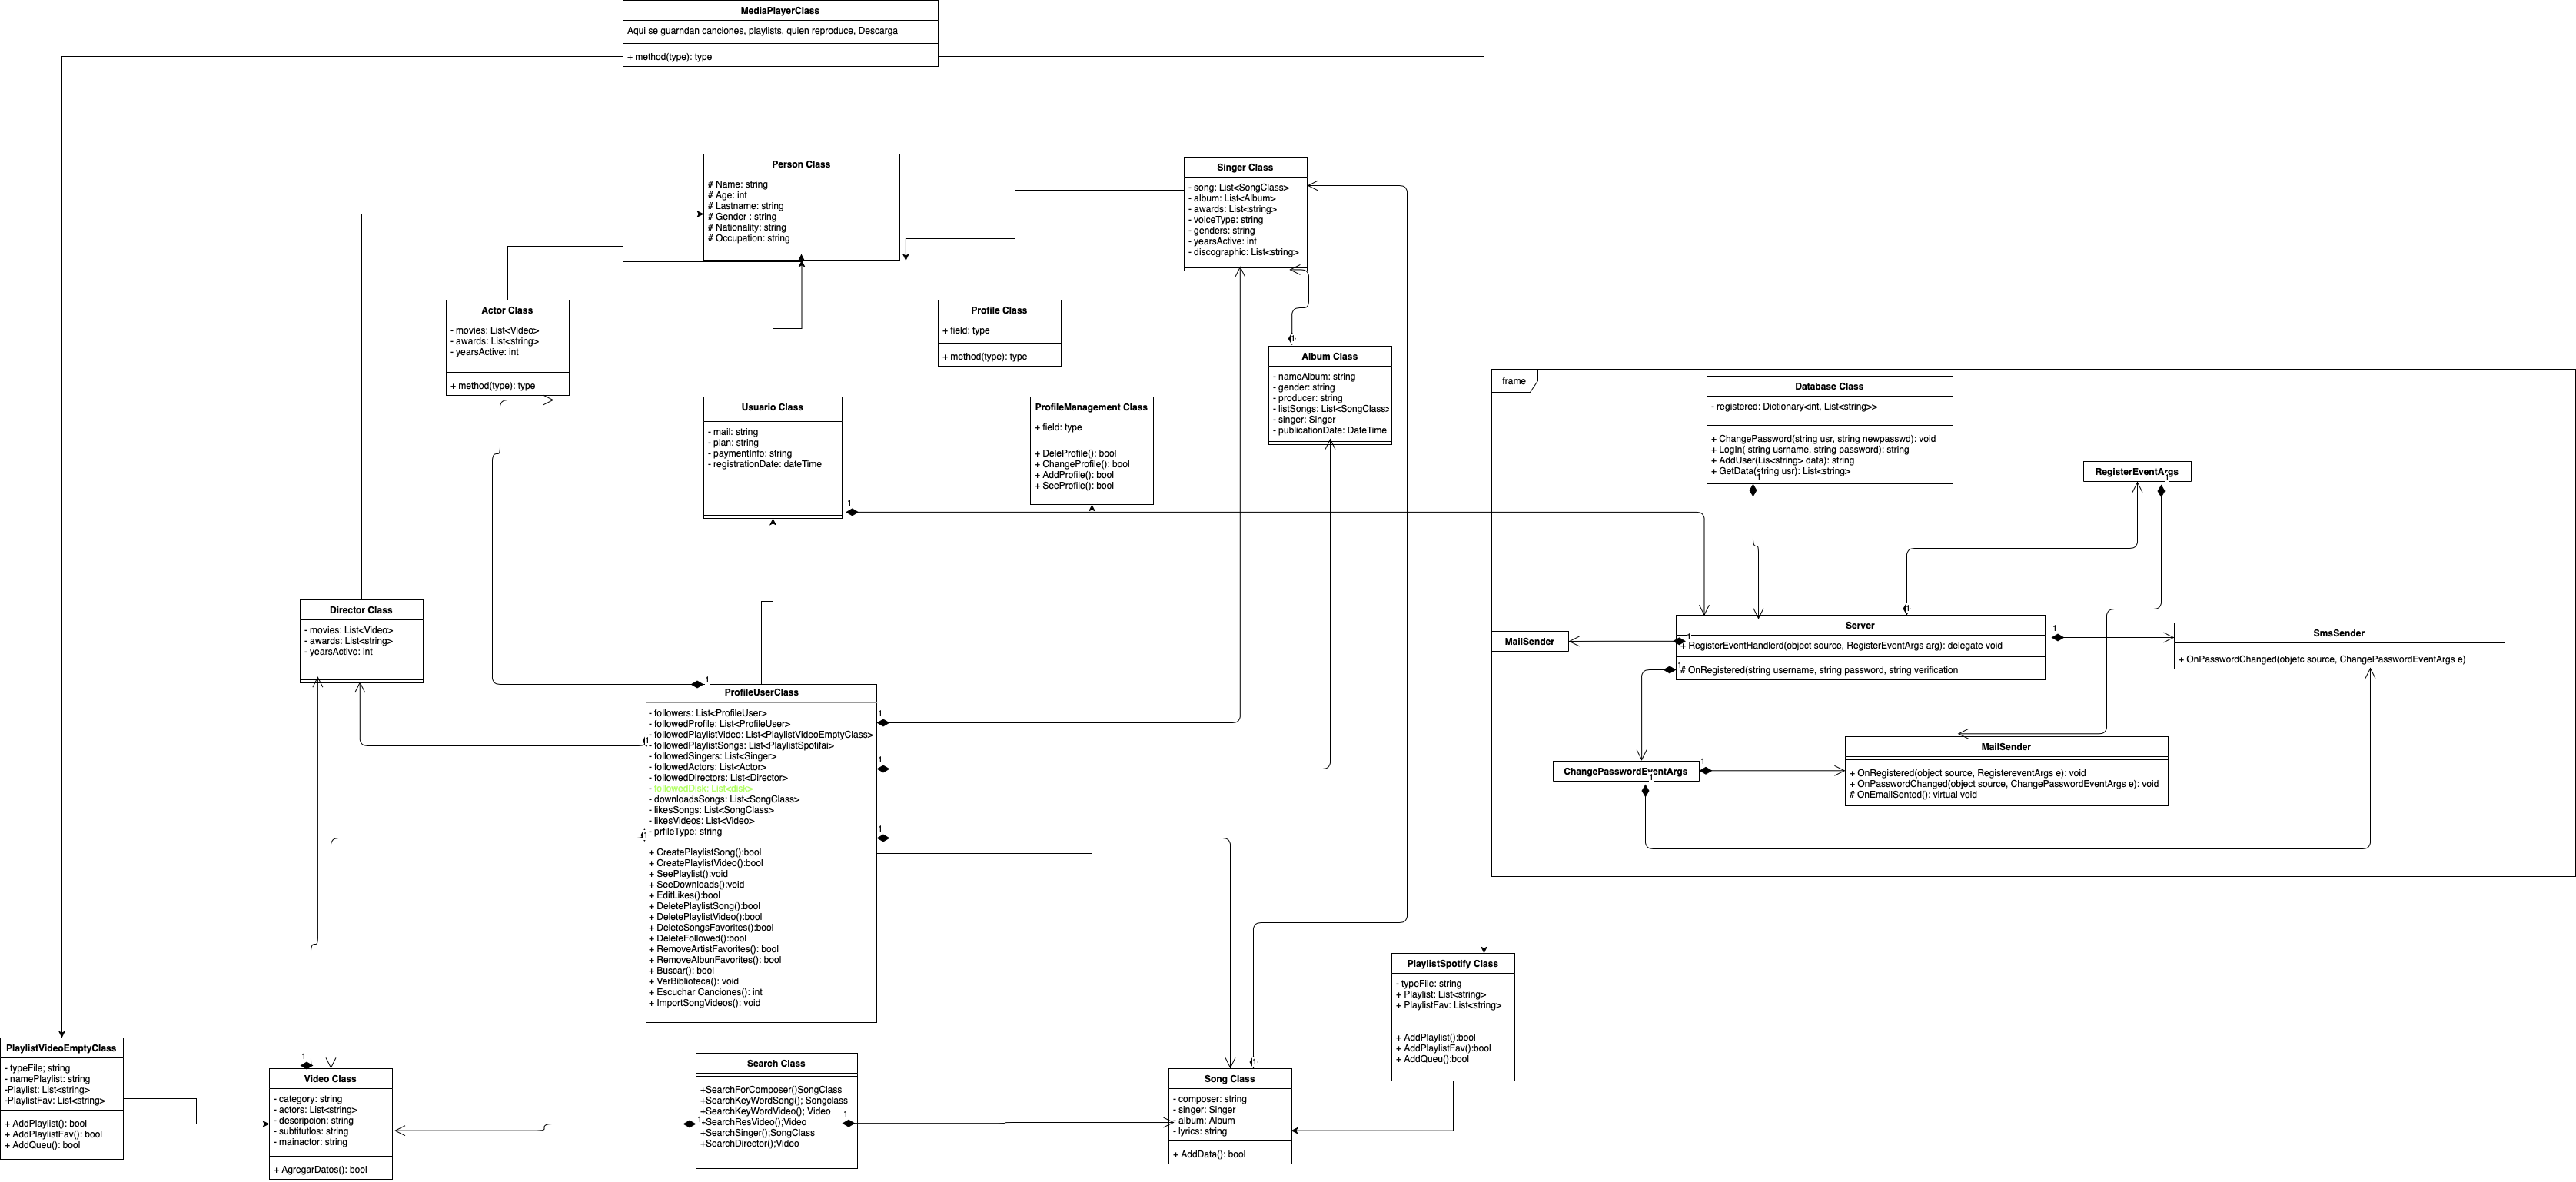 MediaPlayerClass
Aqui se guarndan canciones, playlists, quien reproduce, Descarga
+ method(type): type
Person Class
# Name: string
# Age: int
# Lastname: string
# Gender : string
# Nationality: string
# Occupation: string
Singer Class
- song: List<SongClass>
- album: List<Album>
- awards: List<string>
- voiceType: string
- genders: string
- yearsActive: int
- discographic: List<string>
Actor Class
- movies: List<Video>
- awards: List<string>
- yearsActive: int
+ method(type): type
Profile Class
+ field: type
+ method(type): type
1
Album Class
- nameAlbum: string
- gender: string
- producer: string
- listSongs: List<SongClass>
- singer: Singer
- publicationDate: DateTime
Usuario Class
- mail: string
- plan: string
- paymentInfo: string
- registrationDate: dateTime
1
ProfileManagement Class
+ field: type
+ DeleProfile(): bool
+ ChangeProfile(): bool
+ AddProfile(): bool
+ SeeProfile(): bool
frame
Database Class
- registered: Dictionary<int, List<string>>
+ ChangePassword(string usr, string newpasswd): void
+ LogIn( string usrname, string password): string
+ AddUser(Lis<string> data): string
+ GetData(string usr): List<string>
1
RegisterEventArgs
1
Director Class
- movies: List<Video>
- awards: List<string>
- yearsActive: int
1
Server
1
+ RegisterEventHandlerd(object source, RegisterEventArgs arg): delegate void
1
# OnRegistered(string username, string password, string verification
MailSender
1
SmsSender
+ OnPasswordChanged(objetc source, ChangePasswordEventArgs e)
ChangePasswordEventArgs
1
1
MailSender
+ OnRegistered(object source, RegistereventArgs e): void
+ OnPasswordChanged(object source, ChangePasswordEventArgs e): void
# OnEmailSented(): virtual void
1
ProfileUserClass
- followers: List<ProfileUser>
- followedProfile: List<ProfileUser>
- followedPlaylistVideo: List<PlaylistVideoEmptyClass>
- followedPlaylistSongs: List<PlaylistSpotifai>
- followedSingers: List<Singer>
- followedActors: List<Actor>
- followedDirectors: List<Director>
- followedDisk: List<disk>
- downloadsSongs: List<SongClass>
- likesSongs: List<SongClass>
- likesVideos: List<Video>
- prfileType: string
1
1
1
1
1
+ CreatePlaylistSong():bool
+ CreatePlaylistVideo():bool
+ SeePlaylist():void
+ SeeDownloads():void
+ EditLikes():bool
+ DeletePlaylistSong():bool
+ DeletePlaylistVideo():bool
+ DeleteSongsFavorites():bool
+ DeleteFollowed():bool
+ RemoveArtistFavorites(): bool
+ RemoveAlbunFavorites(): bool
+ Buscar(): bool
+ VerBiblioteca(): void
+ Escuchar Canciones(): int
+ ImportSongVideos(): void
PlaylistSpotify Class
- typeFile: string
+ Playlist: List<string>
+ PlaylistFav: List<string>
+ AddPlaylist():bool
+ AddPlaylistFav():bool
+ AddQueu():bool
PlaylistVideoEmptyClass
- typeFile; string
- namePlaylist: string
-Playlist: List<string>
-PlaylistFav: List<string>
+ AddPlaylist(): bool
+ AddPlaylistFav(): bool
+ AddQueu(): bool
1
Video Class
- category: string
- actors: List<string>
- descripcion: string
- subtitutlos: string
- mainactor: string
+ AgregarDatos(): bool
Search Class
+SearchForComposer()SongClass
+SearchKeyWordSong(); Songclass
+SearchKeyWordVideo(); Video
+SearchResVideo();Video
+SearchSinger();SongClass
+SearchDirector();Video
1
1
1
Song Class
- composer: string
- singer: Singer
- album: Album
- lyrics: string
+ AddData(): bool